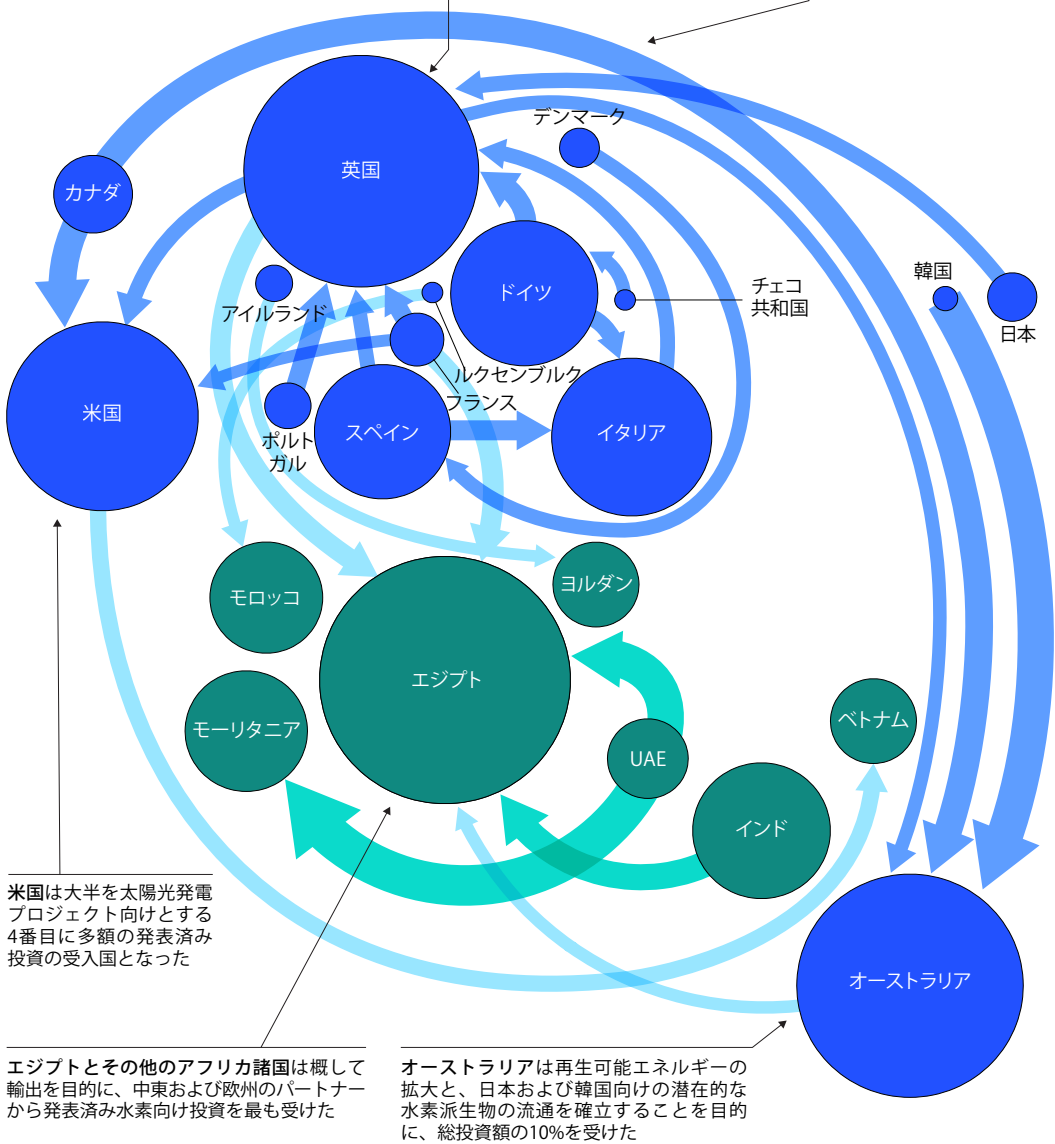 デンマーク
英国
カナダ
韓国
チェコ
共和国
ドイツ
アイルランド
日本
ルクセンブルク
フランス
米国
スペイン
イタリア
ポルト
ガル
モロッコ
ヨルダン
エジプト
モーリタニア
ベトナム
UAE
インド
米国は大半を太陽光発電
プロジェクト向けとする
4番目に多額の発表済み
投資の受入国となった
オーストラリア
エジプトとその他のアフリカ諸国は概して
輸出を目的に、中東および欧州のパートナー
から発表済み水素向け投資を最も受けた
オーストラリアは再生可能エネルギーの
拡大と、日本および韓国向けの潜在的な
水素派生物の流通を確立することを目的
に、総投資額の10%を受けた